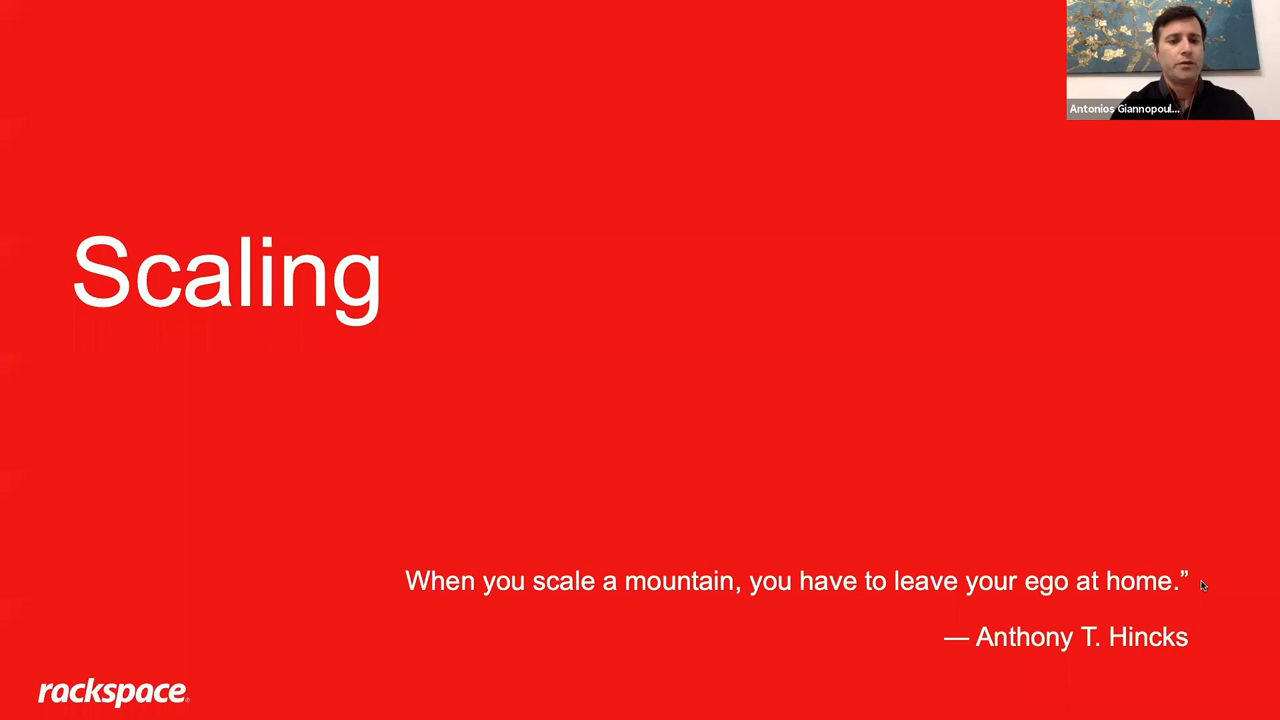 Antonios Giannopoul...
Scaling
When you scale a mountain, you have to leave your ego at home.”
— Anthony T. Hincks
rackspace®